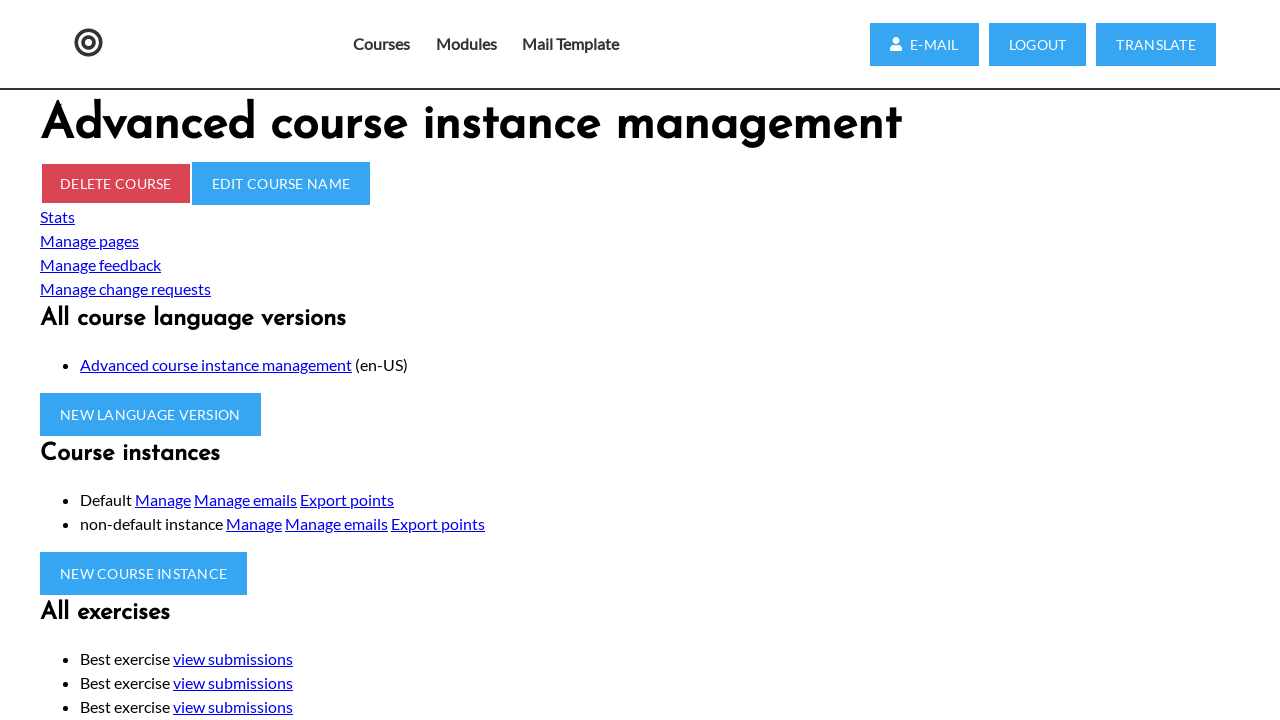 Courses Modules Mail Template E-MAIL LOGOUT TRANSLATE
Advanced course instance management
DELETE COURSE EDIT COURSE NAME
Stats
Manage pages
Manage feedback
Manage change requests
All course language versions
Advanced course instance management (en-US)
NEW LANGUAGE VERSION
Course instances
Default Manage Manage emails Export points
non-default instance Manage Manage emails Export points
NEW COURSE INSTANCE
All exercises
Best exercise view submissions
Best exercise view submissions
Best exercise view submissions